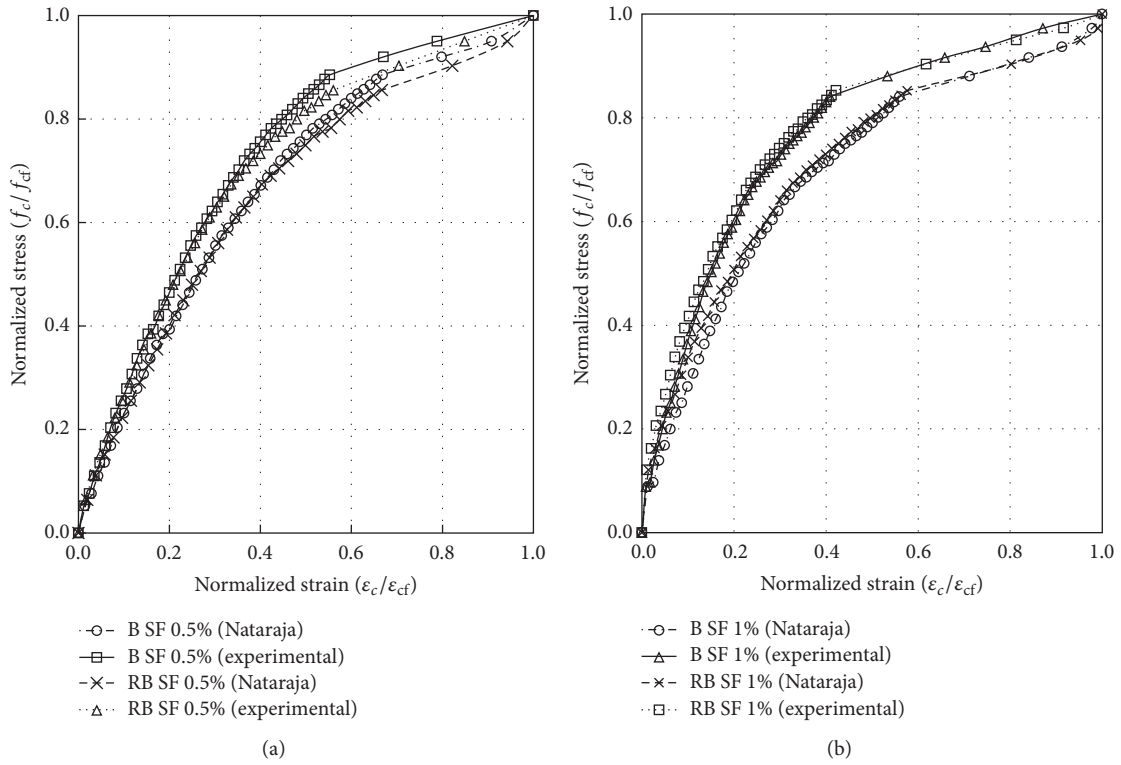 1.0
0.8
0.6
0.4
0.2
0.0
Normalized stress (f_c/f_cf)
0.0 0.2 0.4 0.6 0.8 1.0
Normalized strain (ε_c/ε_cf)
B SF 0.5% (Nataraja)
B SF 0.5% (experimental)
RB SF 0.5% (Nataraja)
RB SF 0.5% (experimental)
(a)
1.0
0.8
0.6
0.4
0.2
0.0
Normalized stress (f_c/f_cf)
0.0 0.2 0.4 0.6 0.8 1.0
Normalized strain (ε_c/ε_cf)
B SF 1% (Nataraja)
B SF 1% (experimental)
RB SF 1% (Nataraja)
RB SF 1% (experimental)
(b)